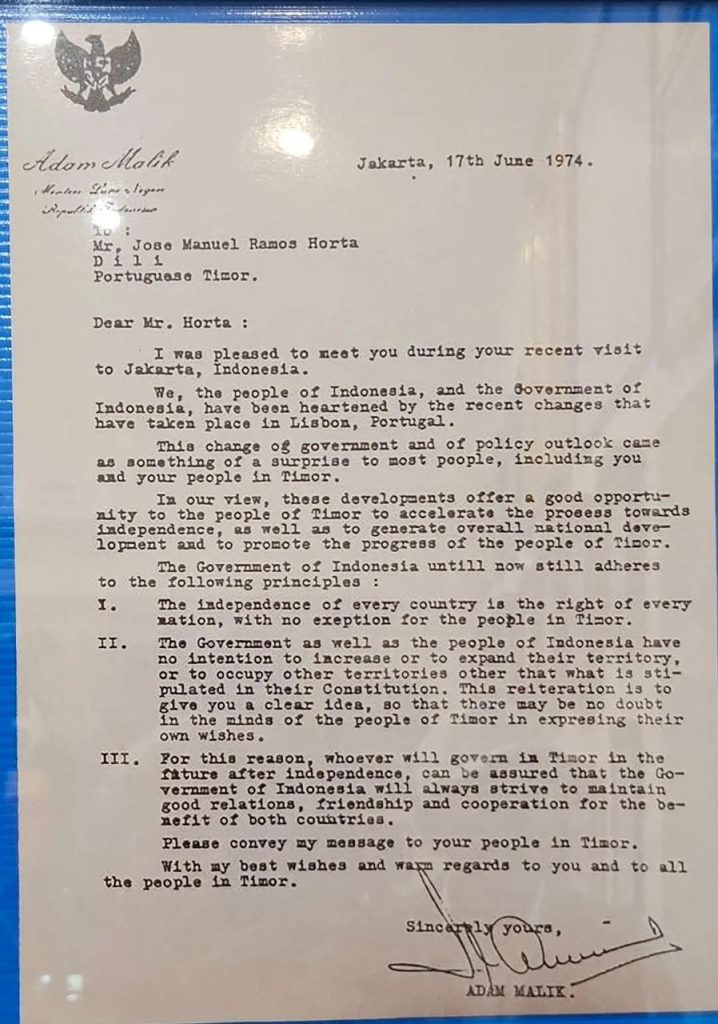 Adam Malik
Menteri Luar Negeri
Republik Indonesia
Jakarta, 17th June 1974.
To :
Mr, Jose Manuel Ramos Horta
D i l i
Portuguese Timor.
Dear Mr. Horta :
I was pleased to meet you during your recent visit
to Jakarta, Indonesia.
We, the people of Indonesia, and the Government of
Indonesia, have been heartened by the recent changes that
have taken place in Lisbon, Portugal.
This change of government and of policy outlook came
as something of a surprise to most poople, including you
and your people in Timor.
In our view, these developments offer a good opportu-
nity to the people of Timor to accelerate the prosess towards
independence, as well as to generate overall national deve-
lopment and to promote the progress of the people of Timor.
The Government of Indonesia untill now still adheres
to the following principles :
I. The independence of every country is the right of every
nation, with no exeption for the people in Timor.
II. The Government as well as the people of Indonesia have
no intention to increase or to expand their territory,
or to occupy other territories other that what is sti-
pulated in their Constitution. This reiteration is to
give you a clear idea, so that there may be no doubt
in the minds of the people of Timor in expresing their
own wishes.
III. For this reason, whoever will govern in Timor in the
future after independence, can be assured that the Go-
vernment of Indonesia will always strive to maintain
good relations, friendship and cooperation for the be-
nefit of both countries.
Please convey my message to your people in Timor.
With my best wishes and warm regards to you and to all
the people in Timor.
Sincerely yours,
ADAM MALIK.